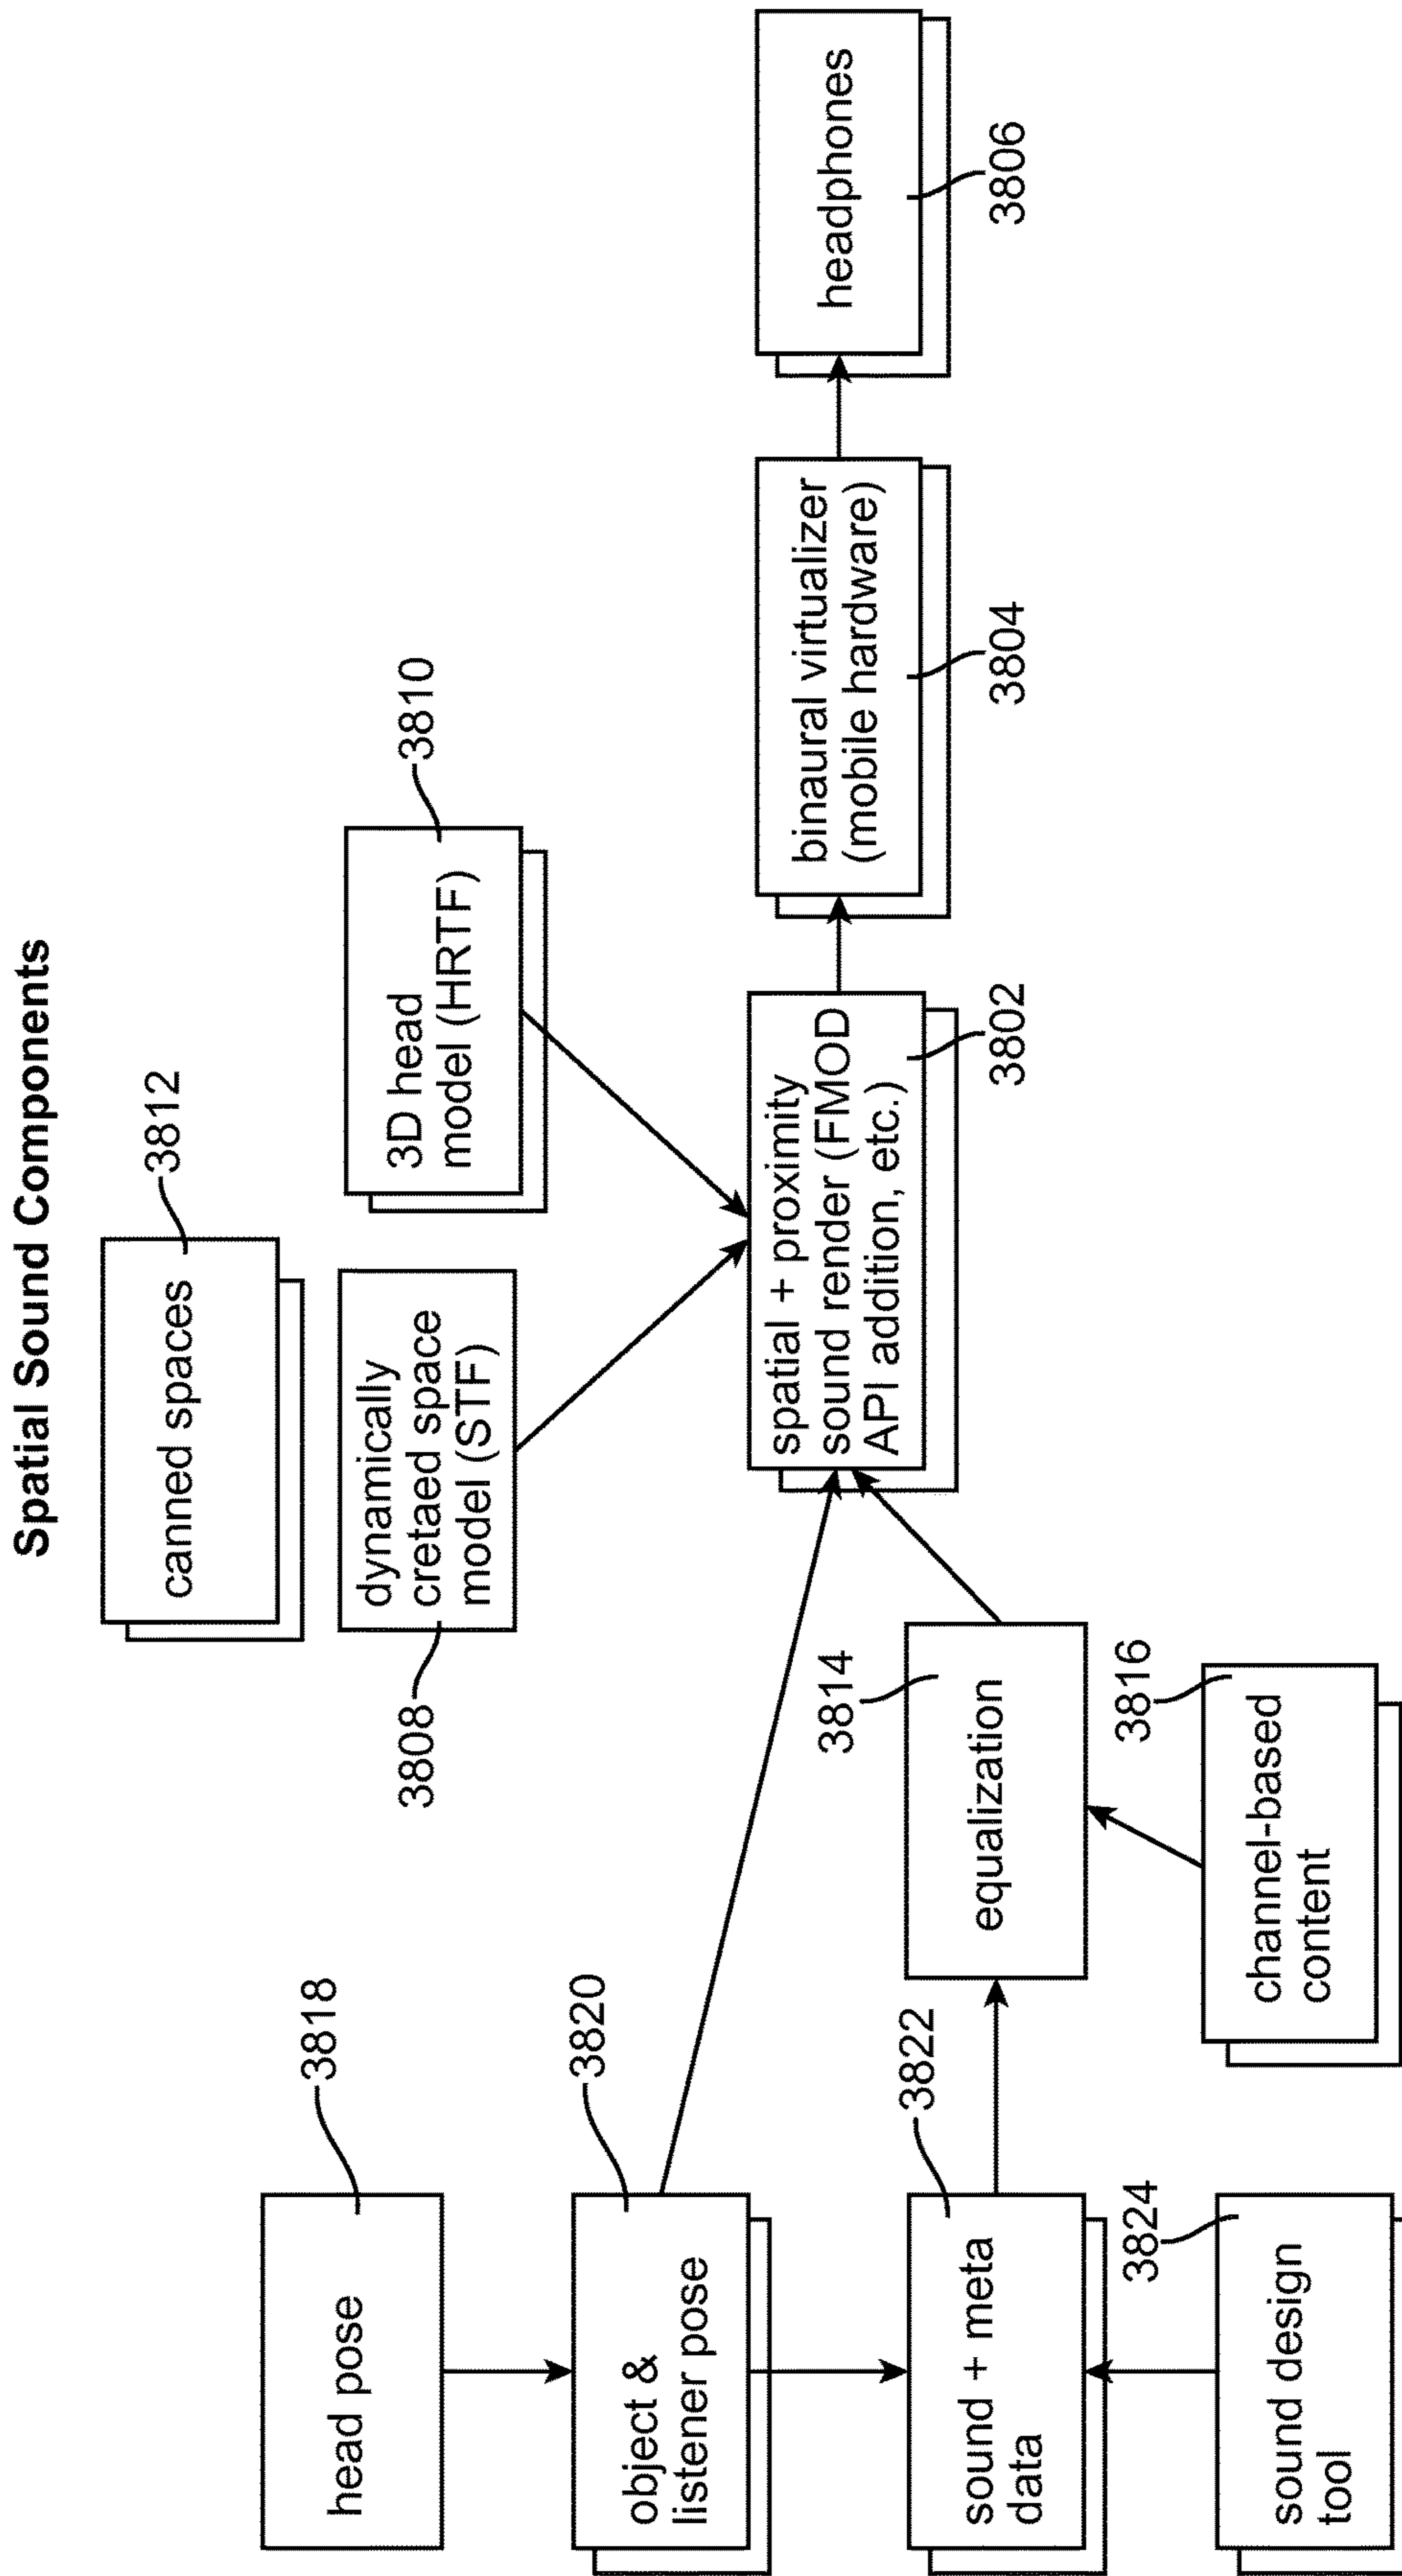 Spatial Sound Components
canned spaces
3812
dynamically
cretaed space
model (STF)
3808
3D head
model (HRTF)
3810
head pose
3818
object &
listener pose
3820
spatial + proximity
sound render (FMOD
API addition, etc.)
3802
binaural virtualizer
(mobile hardware)
3804
headphones
3806
equalization
3814
sound + meta
data
3822
channel-based
content
3816
sound design
tool
3824